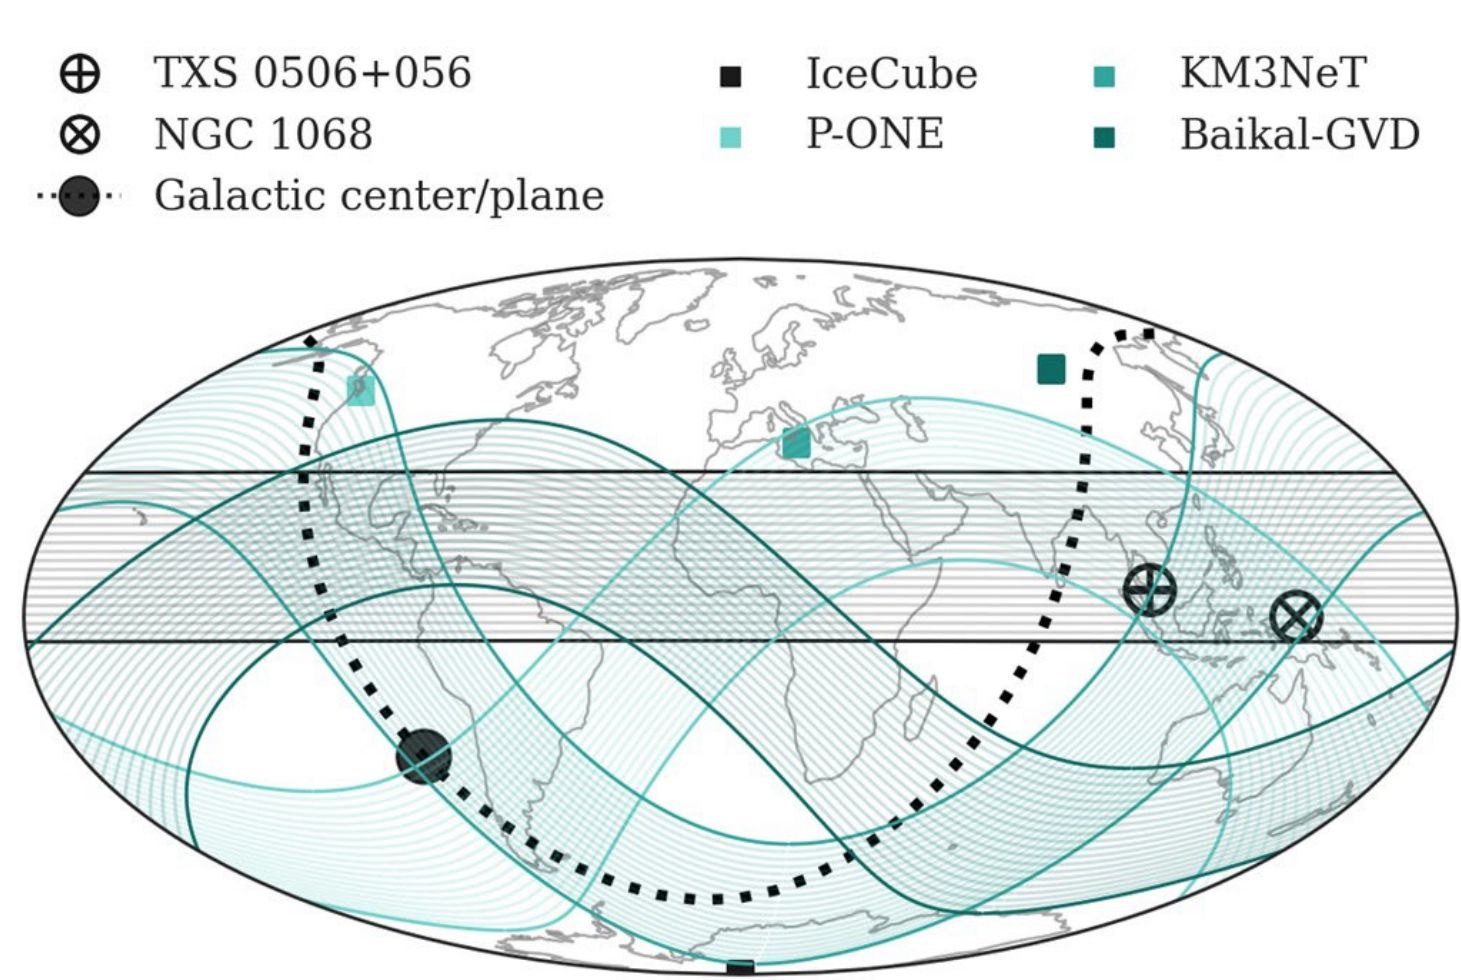 TXS 0506+056
NGC 1068
Galactic center/plane
IceCube
P-ONE
KM3NeT
Baikal-GVD